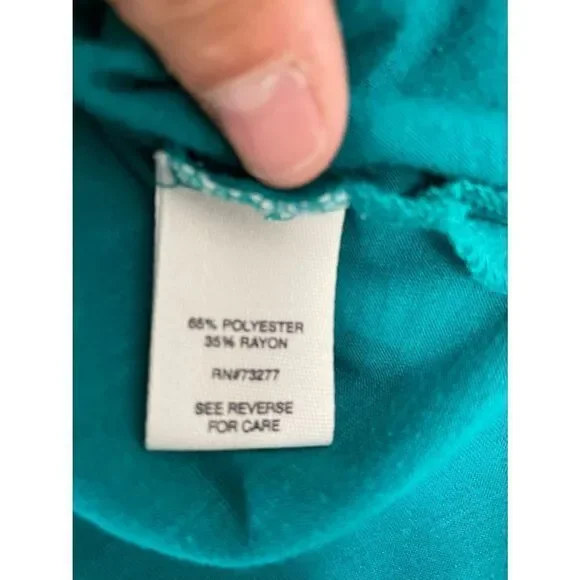 65% POLYESTER
35% RAYON
RN#73277
SEE REVERSE
FOR CARE